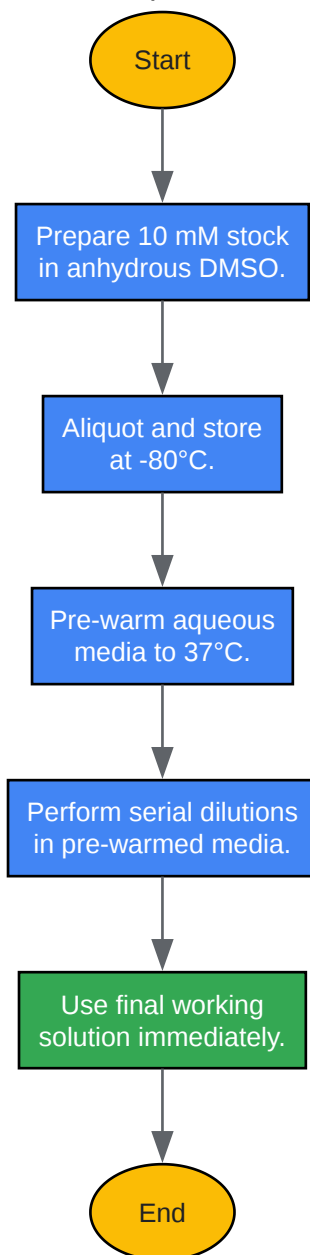 Start
Prepare 10 mM stock
in anhydrous DMSO.
Aliquot and store
at -80°C.
Pre-warm aqueous
media to 37°C.
Perform serial dilutions
in pre-warmed media.
Use final working
solution immediately.
End